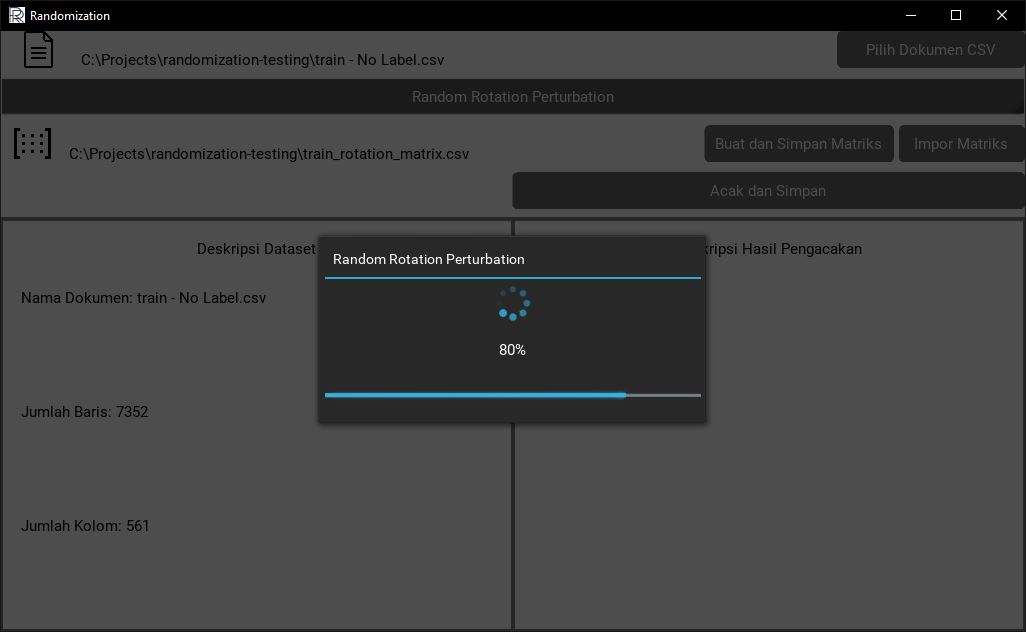 Randomization
C:\Projects\randomization-testing\train - No Label.csv
Pilih Dokumen CSV
Random Rotation Perturbation
C:\Projects\randomization-testing\train_rotation_matrix.csv
Buat dan Simpan Matriks
Impor Matriks
Acak dan Simpan
Deskripsi Dataset
kripsi Hasil Pengacakan
Nama Dokumen: train - No Label.csv
Random Rotation Perturbation
80%
Jumlah Baris: 7352
Jumlah Kolom: 561